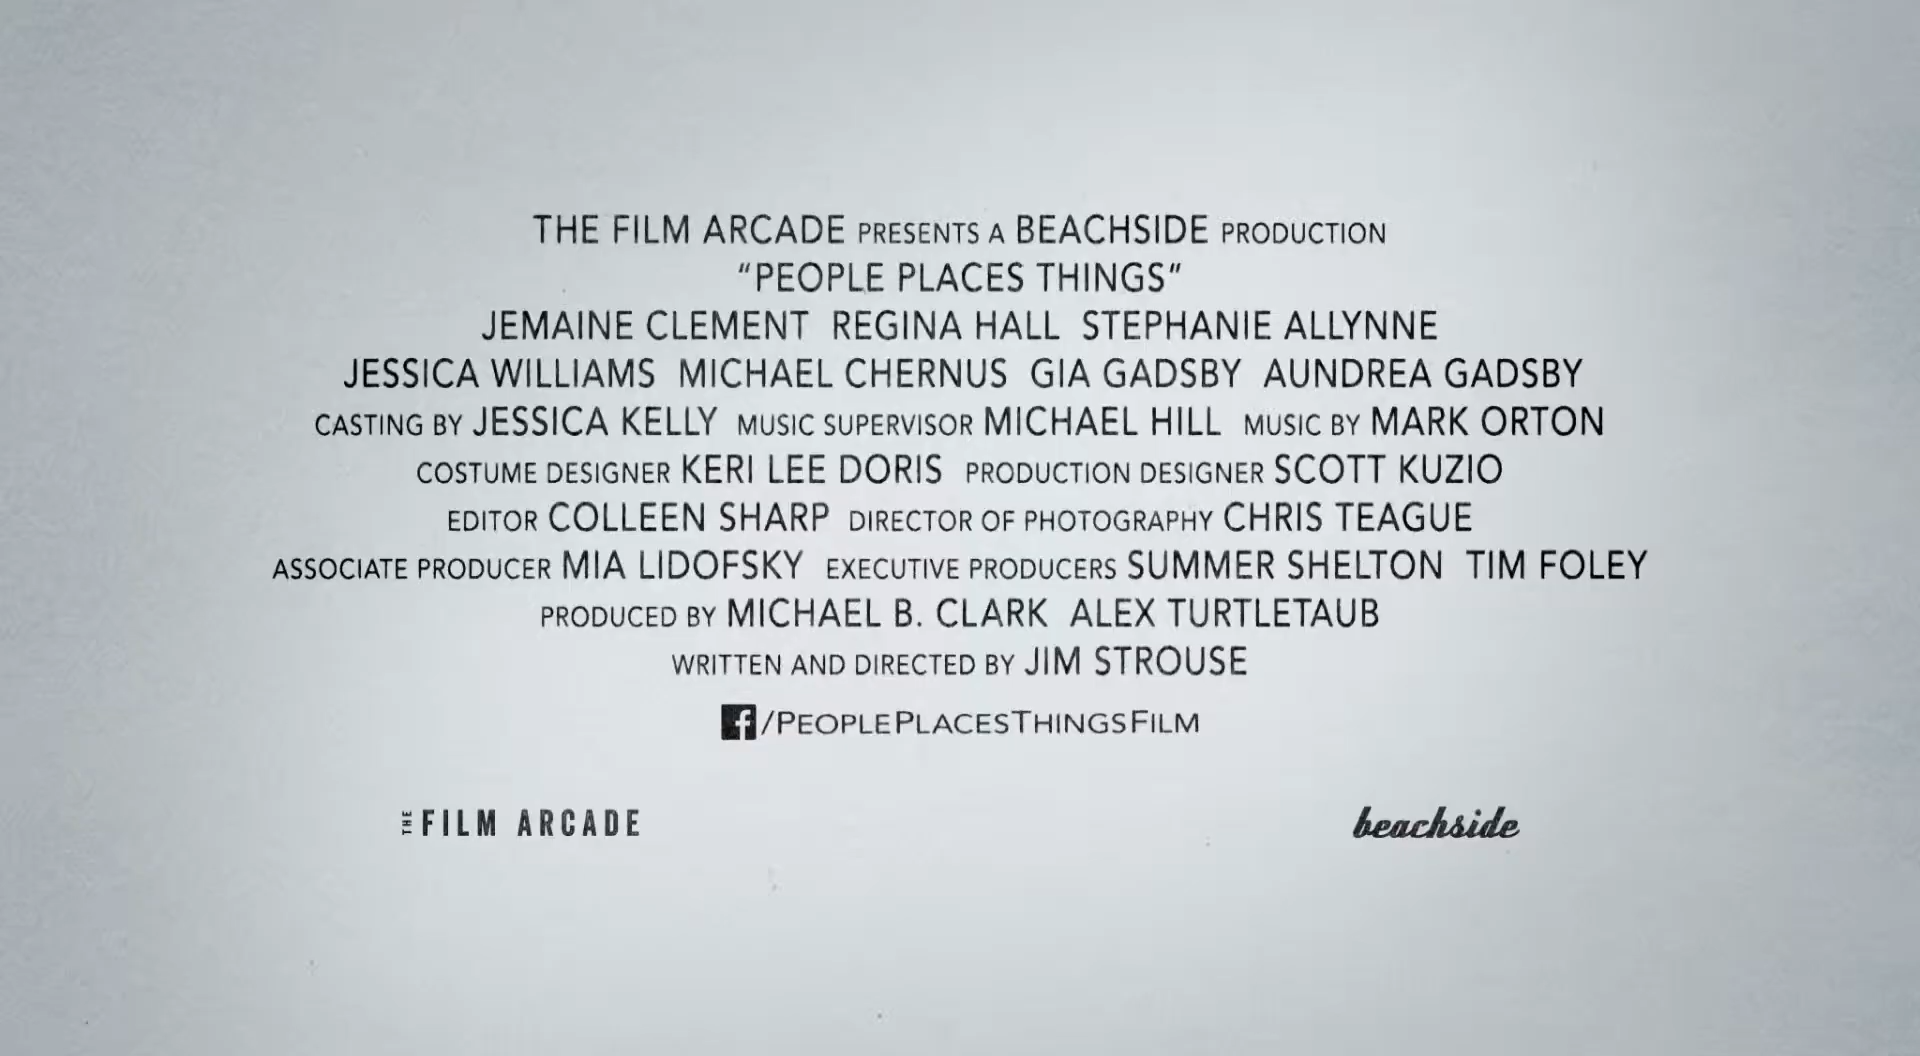 THE FILM ARCADE PRESENTS A BEACHSIDE PRODUCTION
"PEOPLE PLACES THINGS"
JEMAINE CLEMENT REGINA HALL STEPHANIE ALLYNNE
JESSICA WILLIAMS MICHAEL CHERNUS GIA GADSBY AUNDREA GADSBY
CASTING BY JESSICA KELLY MUSIC SUPERVISOR MICHAEL HILL MUSIC BY MARK ORTON
COSTUME DESIGNER KERI LEE DORIS PRODUCTION DESIGNER SCOTT KUZIO
EDITOR COLLEEN SHARP DIRECTOR OF PHOTOGRAPHY CHRIS TEAGUE
ASSOCIATE PRODUCER MIA LIDOFSKY EXECUTIVE PRODUCERS SUMMER SHELTON TIM FOLEY
PRODUCED BY MICHAEL B. CLARK ALEX TURTLETAUB
WRITTEN AND DIRECTED BY JIM STROUSE
f/PEOPLEPLACESTHINGSFILM
THE FILM ARCADE
beachside